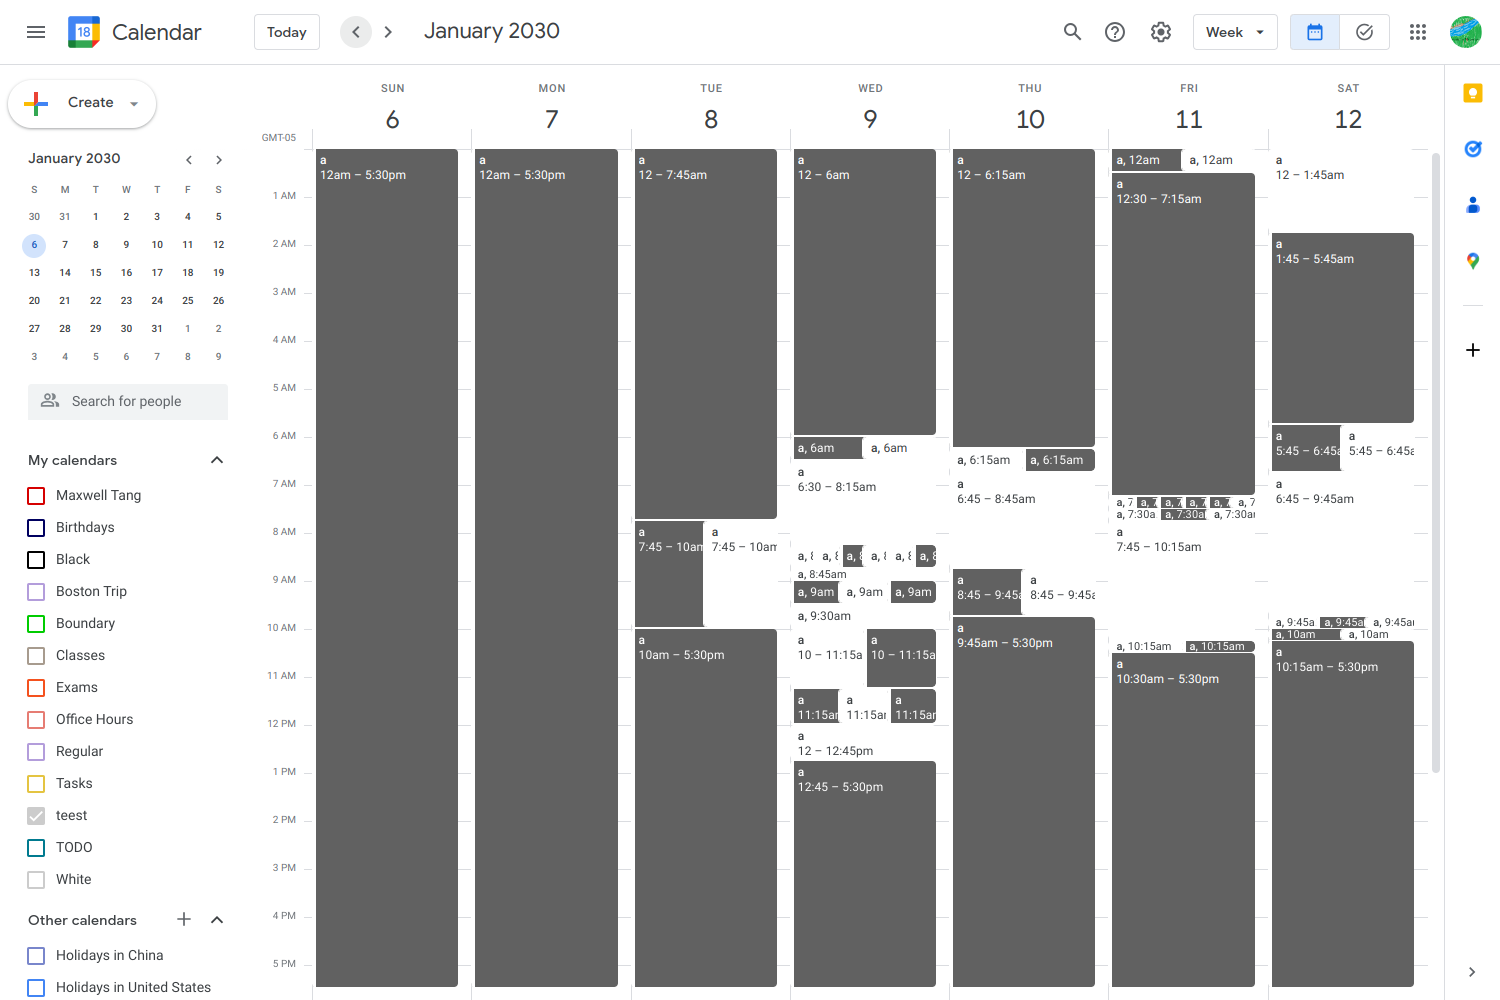 18 Calendar Today January 2030 Week
Create
January 2030
S M T W T F S
30 31 1 2 3 4 5
6 7 8 9 10 11 12
13 14 15 16 17 18 19
20 21 22 23 24 25 26
27 28 29 30 31 1 2
3 4 5 6 7 8 9
Search for people
My calendars
Maxwell Tang
Birthdays
Black
Boston Trip
Boundary
Classes
Exams
Office Hours
Regular
Tasks
teest
TODO
White
Other calendars
Holidays in China
Holidays in United States
SUN MON TUE WED THU FRI SAT
6 7 8 9 10 11 12
GMT-05
1 AM
2 AM
3 AM
4 AM
5 AM
6 AM
7 AM
8 AM
9 AM
10 AM
11 AM
12 PM
1 PM
2 PM
3 PM
4 PM
5 PM
a
12am – 5:30pm
a
12am – 5:30pm
a
12 – 7:45am
a
7:45 – 10am
a
7:45 – 10am
a
10am – 5:30pm
a
12 – 6am
a, 6am
a, 6am
a
6:30 – 8:15am
a, 8
a, 8
a, 8
a, 8
a, 8
a, 8
a, 8:45am
a, 9am
a, 9am
a, 9am
a, 9:30am
a
10 – 11:15a
a
10 – 11:15a
a
11:15am
a
11:15am
a
11:15am
a
12 – 12:45pm
a
12:45 – 5:30pm
a
12 – 6:15am
a, 6:15am
a, 6:15am
a
6:45 – 8:45am
a
8:45 – 9:45a
a
8:45 – 9:45a
a
9:45am – 5:30pm
a, 12am
a, 12am
a
12:30 – 7:15am
a, 7
a, 7
a, 7
a, 7
a, 7
a, 7
a, 7:30a
a, 7:30a
a, 7:30a
a
7:45 – 10:15am
a, 10:15am
a, 10:15am
a
10:30am – 5:30pm
a
12 – 1:45am
a
1:45 – 5:45am
a
5:45 – 6:45a
a
5:45 – 6:45a
a
6:45 – 9:45am
a, 9:45a
a, 9:45a
a, 9:45a
a, 10am
a, 10am
a
10:15am – 5:30pm